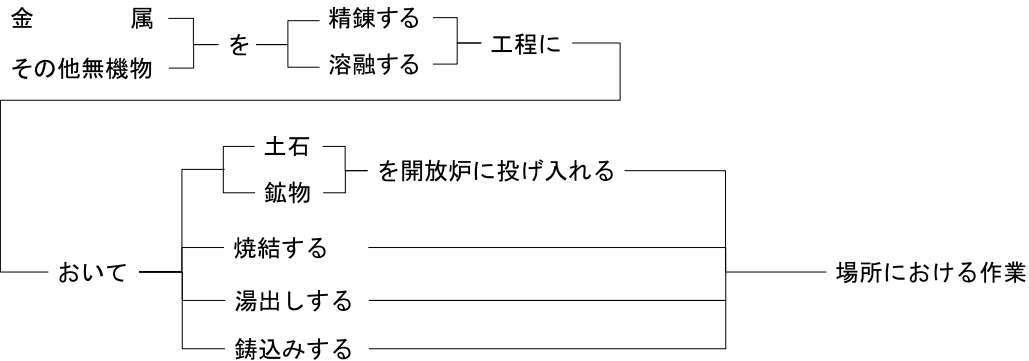 金属
その他無機物
を
精錬する
溶融する
工程に
おいて
土石
鉱物
を開放炉に投げ入れる
焼結する
湯出しする
鋳込みする
場所における作業